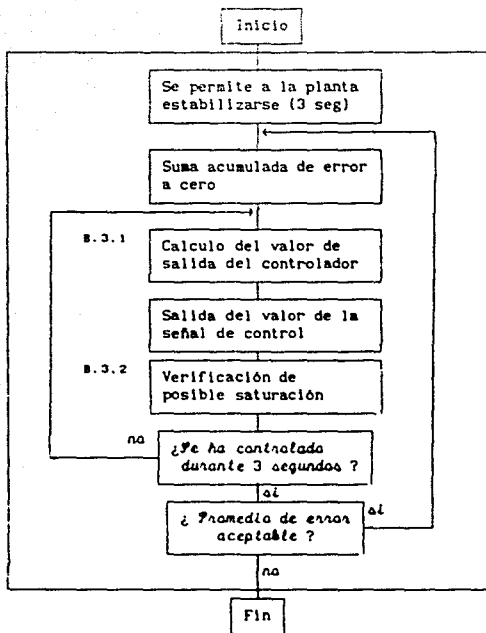 Inicio
Se permite a la planta
estabilizarse (3 seg)
Suma acumulada de error
a cero
B.3.1
Calculo del valor de
salida del controlador
Salida del valor de la
señal de control
B.3.2
Verificación de
posible saturación
no
¿Se ha controlado
durante 3 segundos ?
si
¿ Promedio de error
aceptable ?
si
no
Fin